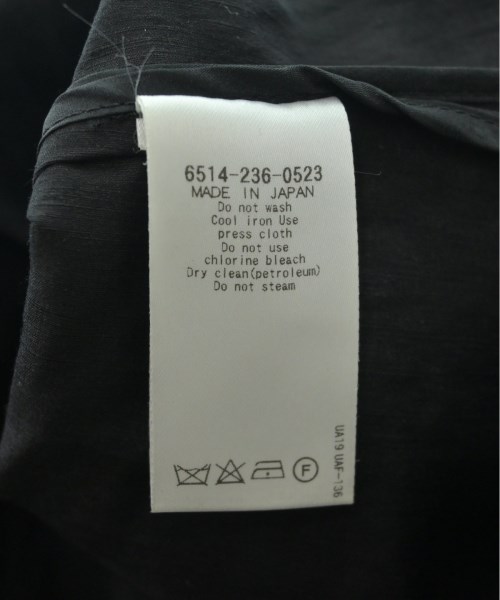 6514-236-0523
MADE IN JAPAN
Do not wash
Cool iron Use
press cloth
Do not use
chlorine bleach
Dry clean(petroleum)
Do not steam
F
UA19 UAF-136